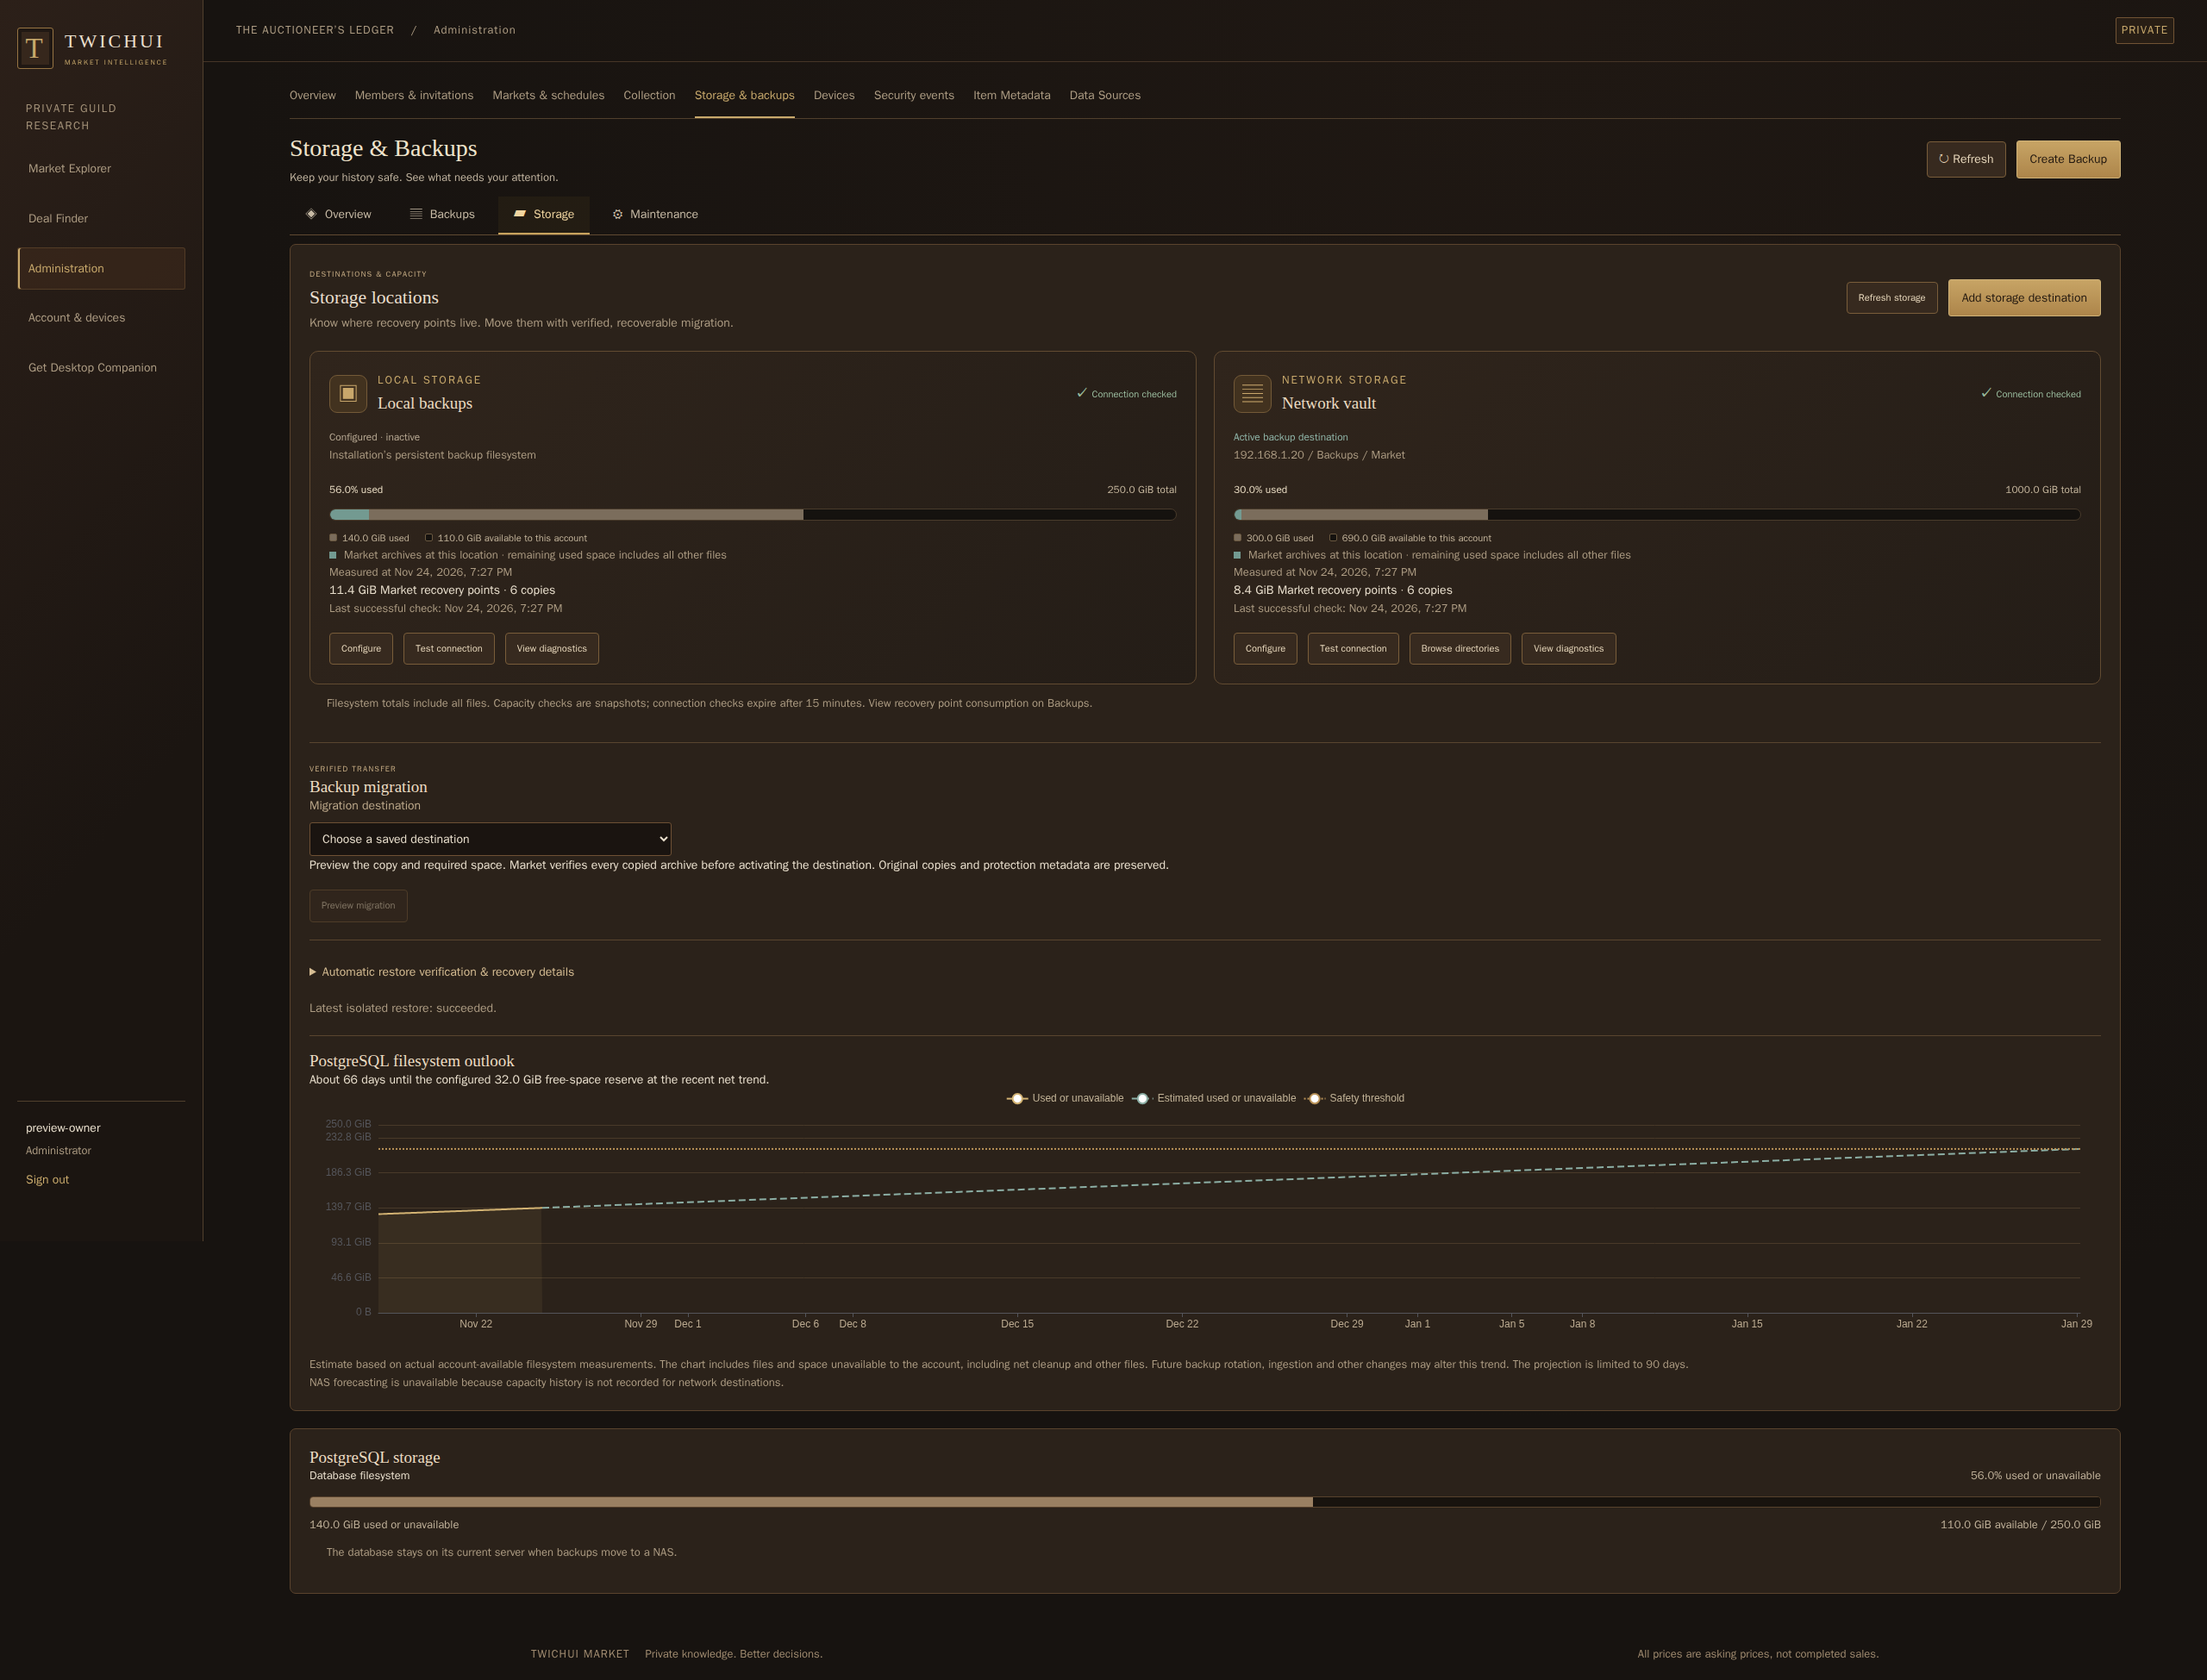 T
TWICHUI
MARKET INTELLIGENCE
PRIVATE GUILD
RESEARCH
Market Explorer
Deal Finder
Administration
Account & devices
Get Desktop Companion
preview-owner
Administrator
Sign out
THE AUCTIONEER'S LEDGER / Administration
PRIVATE
Overview Members & invitations Markets & schedules Collection Storage & backups Devices Security events Item Metadata Data Sources
Storage & Backups
Keep your history safe. See what needs your attention.
Refresh Create Backup
Overview Backups Storage Maintenance
DESTINATIONS & CAPACITY
Storage locations
Know where recovery points live. Move them with verified, recoverable migration.
Refresh storage Add storage destination
LOCAL STORAGE
Local backups
✓ Connection checked
Configured · inactive
Installation's persistent backup filesystem
56.0% used 250.0 GiB total
140.0 GiB used 110.0 GiB available to this account
Market archives at this location · remaining used space includes all other files
Measured at Nov 24, 2026, 7:27 PM
11.4 GiB Market recovery points · 6 copies
Last successful check: Nov 24, 2026, 7:27 PM
Configure Test connection View diagnostics
NETWORK STORAGE
Network vault
✓ Connection checked
Active backup destination
192.168.1.20 / Backups / Market
30.0% used 1000.0 GiB total
300.0 GiB used 690.0 GiB available to this account
Market archives at this location · remaining used space includes all other files
Measured at Nov 24, 2026, 7:27 PM
8.4 GiB Market recovery points · 6 copies
Last successful check: Nov 24, 2026, 7:27 PM
Configure Test connection Browse directories View diagnostics
Filesystem totals include all files. Capacity checks are snapshots; connection checks expire after 15 minutes. View recovery point consumption on Backups.
VERIFIED TRANSFER
Backup migration
Migration destination
Choose a saved destination
Preview the copy and required space. Market verifies every copied archive before activating the destination. Original copies and protection metadata are preserved.
Preview migration
Automatic restore verification & recovery details
Latest isolated restore: succeeded.
PostgreSQL filesystem outlook
About 66 days until the configured 32.0 GiB free-space reserve at the recent net trend.
Used or unavailable Estimated used or unavailable Safety threshold
250.0 GiB
232.8 GiB
186.3 GiB
139.7 GiB
93.1 GiB
46.6 GiB
0 B
Nov 22 Nov 29 Dec 1 Dec 6 Dec 8 Dec 15 Dec 22 Dec 29 Jan 1 Jan 5 Jan 8 Jan 15 Jan 22 Jan 29
Estimate based on actual account-available filesystem measurements. The chart includes files and space unavailable to the account, including net cleanup and other files. Future backup rotation, ingestion and other changes may alter this trend. The projection is limited to 90 days.
NAS forecasting is unavailable because capacity history is not recorded for network destinations.
PostgreSQL storage
Database filesystem 56.0% used or unavailable
140.0 GiB used or unavailable 110.0 GiB available / 250.0 GiB
The database stays on its current server when backups move to a NAS.
TWICHUI MARKET Private knowledge. Better decisions. All prices are asking prices, not completed sales.